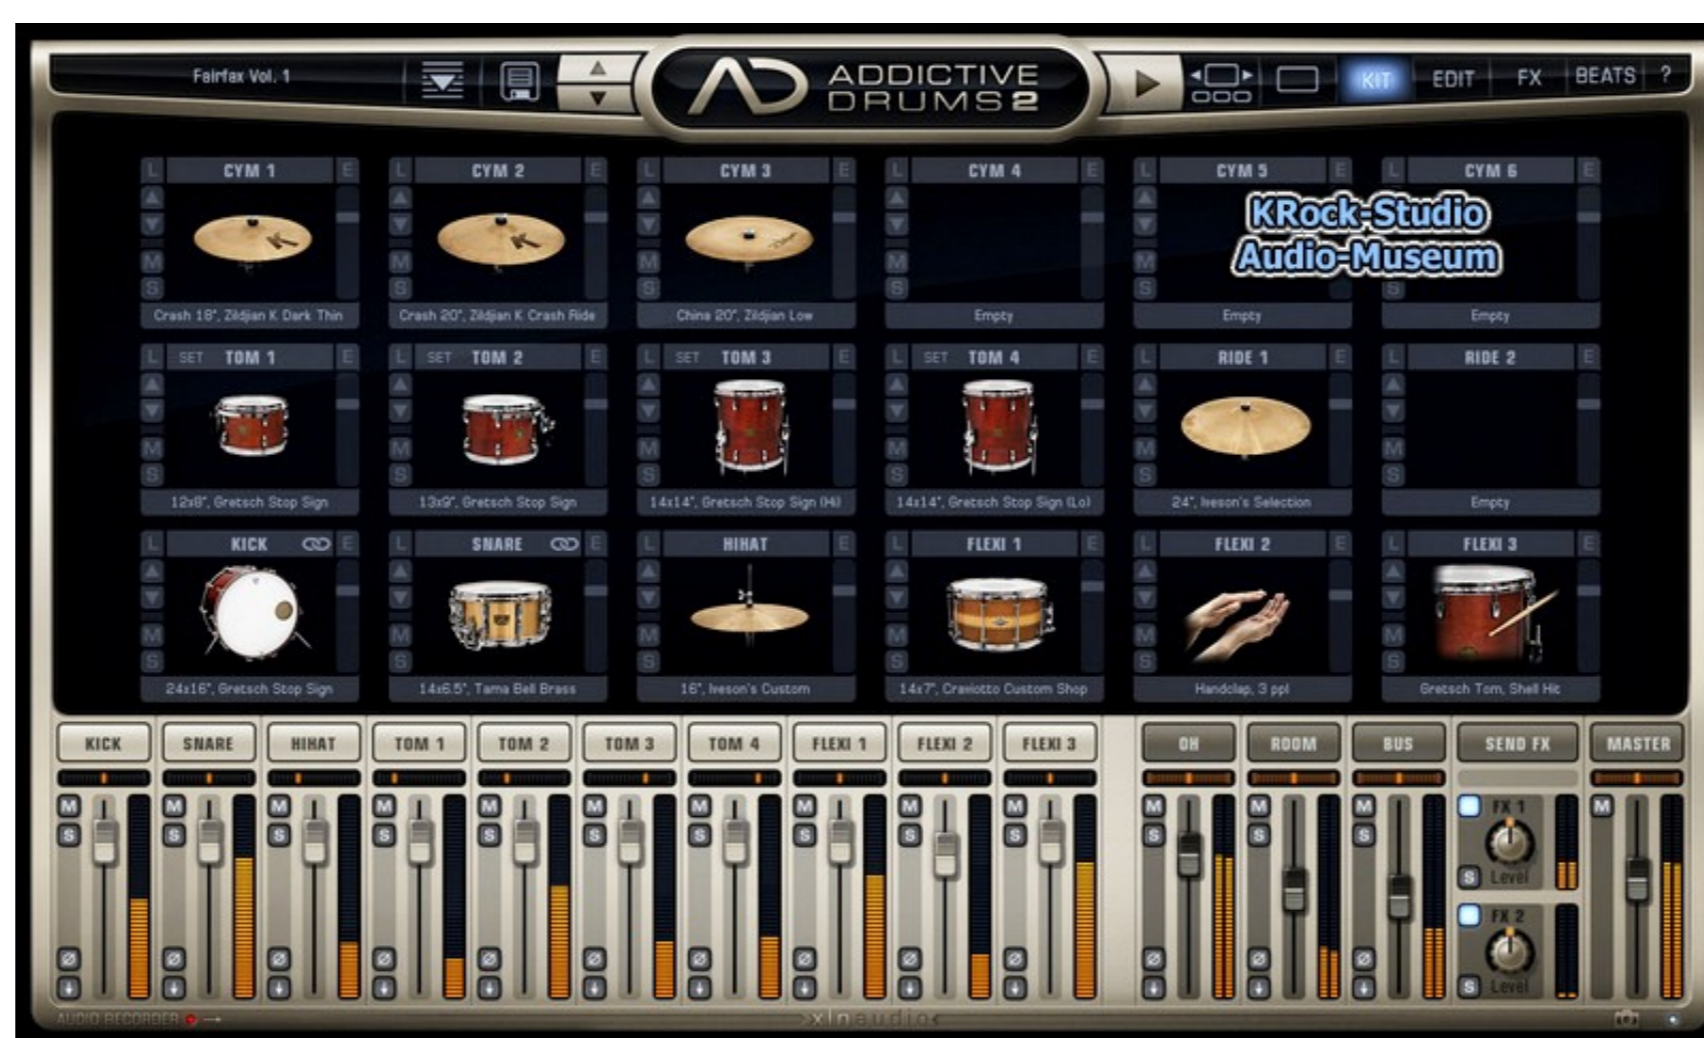 Fairfax Vol. 1
ADDICTIVE
DRUMS 2
KIT EDIT FX BEATS ?
L CYM 1 E L CYM 2 E L CYM 3 E L CYM 4 E L CYM 5 E L CYM 6 E
KRock-Studio
Audio-Museum
M M M M M
S S S S S S
Crash 18", Zildjian K Dark Thin Crash 20", Zildjian K Crash Ride China 20", Zildjian Low Empty Empty Empty
L SET TOM 1 E L SET TOM 2 E L SET TOM 3 E L SET TOM 4 E L RIDE 1 E L RIDE 2 E
M M M M M M
S S S S S S
12x8", Gretsch Stop Sign 13x9", Gretsch Stop Sign 14x14", Gretsch Stop Sign (Hi) 14x14", Gretsch Stop Sign (Lo) 24", Iveson's Selection Empty
L KICK E L SNARE E L HIHAT E L FLEXI 1 E L FLEXI 2 E L FLEXI 3 E
M M M M M M
S S S S S S
24x16", Gretsch Stop Sign 14x6.5", Tama Bell Brass 16", Iveson's Custom 14x7", Craviotto Custom Shop Handclap, 3 ppl Gretsch Tom, Shell Hit
KICK SNARE HIHAT TOM 1 TOM 2 TOM 3 TOM 4 FLEXI 1 FLEXI 2 FLEXI 3 OH ROOM BUS SEND FX MASTER
M M M M M M M M M M M M M FX 1 M
S S S S S S S S S S S S S
S Level
FX 2
Ø Ø Ø Ø Ø Ø Ø Ø Ø Ø Ø Ø Ø
S Level
AUDIO RECORDER xlnaudio